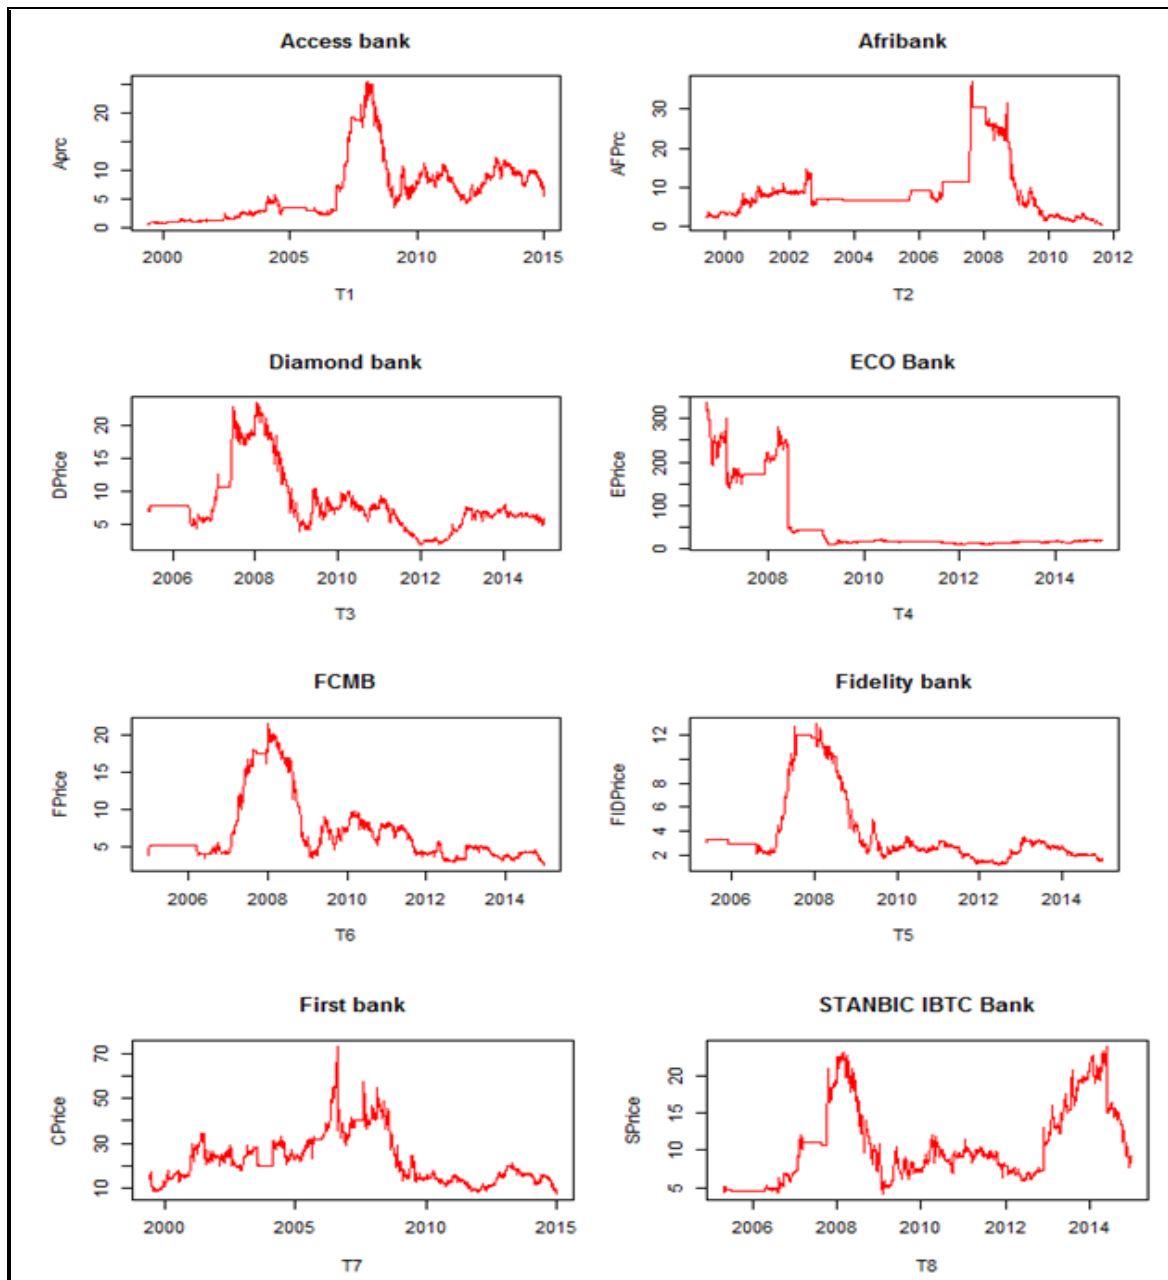 Access bank
Aprc
0 5 10 20
2000 2005 2010 2015
T1
Afribank
AFPrc
0 10 20 30
2000 2002 2004 2006 2008 2010 2012
T2
Diamond bank
DPrice
5 10 15 20
2006 2008 2010 2012 2014
T3
ECO Bank
EPrice
0 100 200 300
2008 2010 2012 2014
T4
FCMB
FPrice
5 10 15 20
2006 2008 2010 2012 2014
T6
Fidelity bank
FIDPrice
2 4 6 8 12
2006 2008 2010 2012 2014
T5
First bank
CPrice
10 30 50 70
2000 2005 2010 2015
T7
STANBIC IBTC Bank
SPrice
5 10 15 20
2006 2008 2010 2012 2014
T8